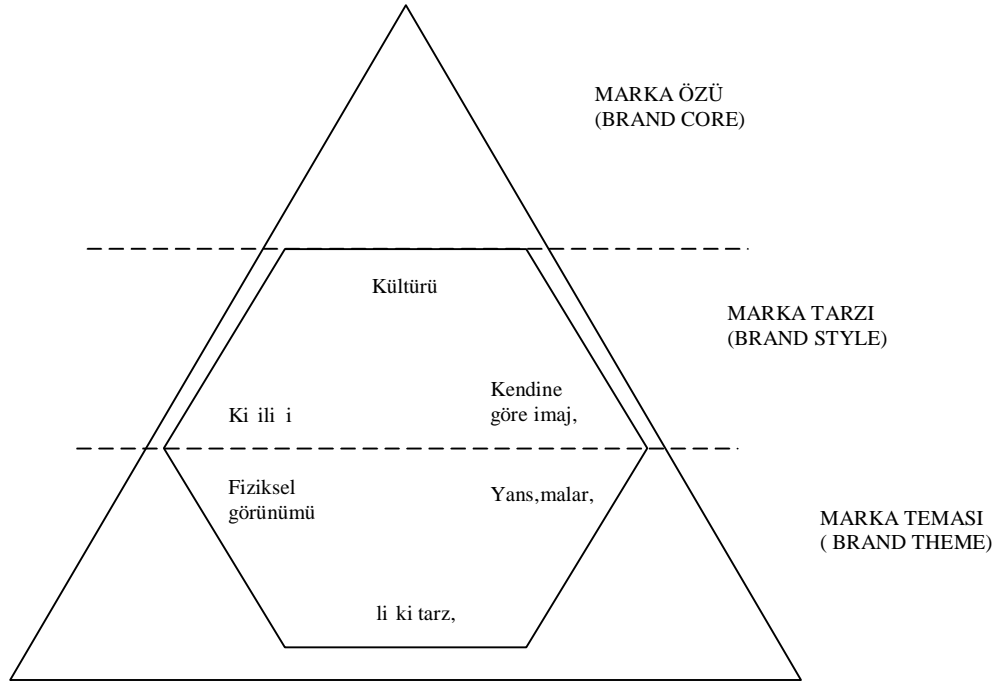 MARKA ÖZÜ
(BRAND CORE)
Kültürü
MARKA TARZI
(BRAND STYLE)
Kendine
göre imaj,
Ki ili i
Fiziksel
görünümü
Yans,malar,
MARKA TEMASI
( BRAND THEME)
li ki tarz,